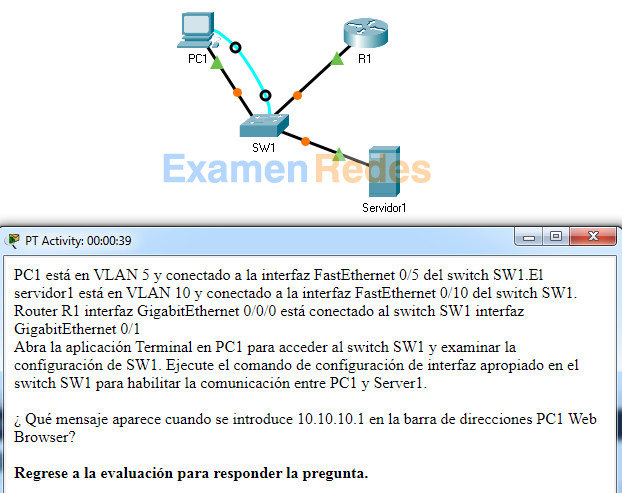 PC1
R1
SW1
ExamenRedes
Servidor1
PT Activity: 00:00:39
PC1 está en VLAN 5 y conectado a la interfaz FastEthernet 0/5 del switch SW1.El
servidor1 está en VLAN 10 y conectado a la interfaz FastEthernet 0/10 del switch SW1.
Router R1 interfaz GigabitEthernet 0/0/0 está conectado al switch SW1 interfaz
GigabitEthernet 0/1
Abra la aplicación Terminal en PC1 para acceder al switch SW1 y examinar la
configuración de SW1. Ejecute el comando de configuración de interfaz apropiado en el
switch SW1 para habilitar la comunicación entre PC1 y Server1.
¿ Qué mensaje aparece cuando se introduce 10.10.10.1 en la barra de direcciones PC1 Web
Browser?
Regrese a la evaluación para responder la pregunta.